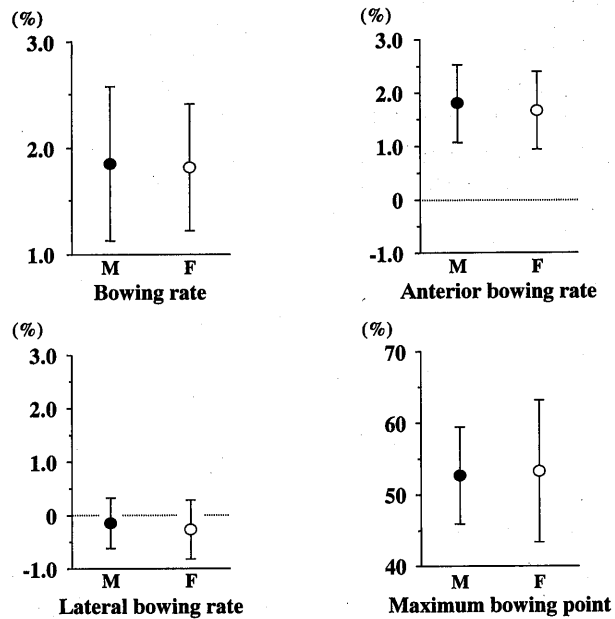 (%)
3.0
2.0
1.0
M F
Bowing rate
(%)
3.0
2.0
1.0
0
-1.0
M F
Anterior bowing rate
(%)
3.0
2.0
1.0
0
-1.0
M F
Lateral bowing rate
(%)
70
60
50
40
M F
Maximum bowing point